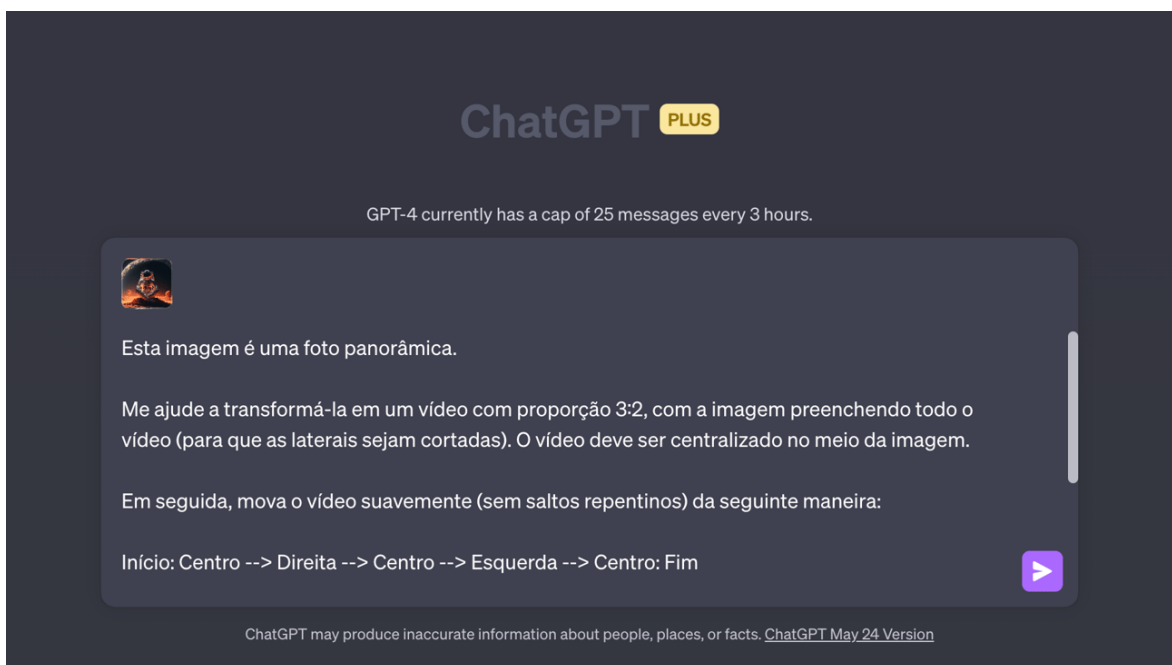 ChatGPT PLUS
GPT-4 currently has a cap of 25 messages every 3 hours.
Esta imagem é uma foto panorâmica.
Me ajude a transformá-la em um vídeo com proporção 3:2, com a imagem preenchendo todo o
vídeo (para que as laterais sejam cortadas). O vídeo deve ser centralizado no meio da imagem.
Em seguida, mova o vídeo suavemente (sem saltos repentinos) da seguinte maneira:
Início: Centro --> Direita --> Centro --> Esquerda --> Centro: Fim
ChatGPT may produce inaccurate information about people, places, or facts. ChatGPT May 24 Version